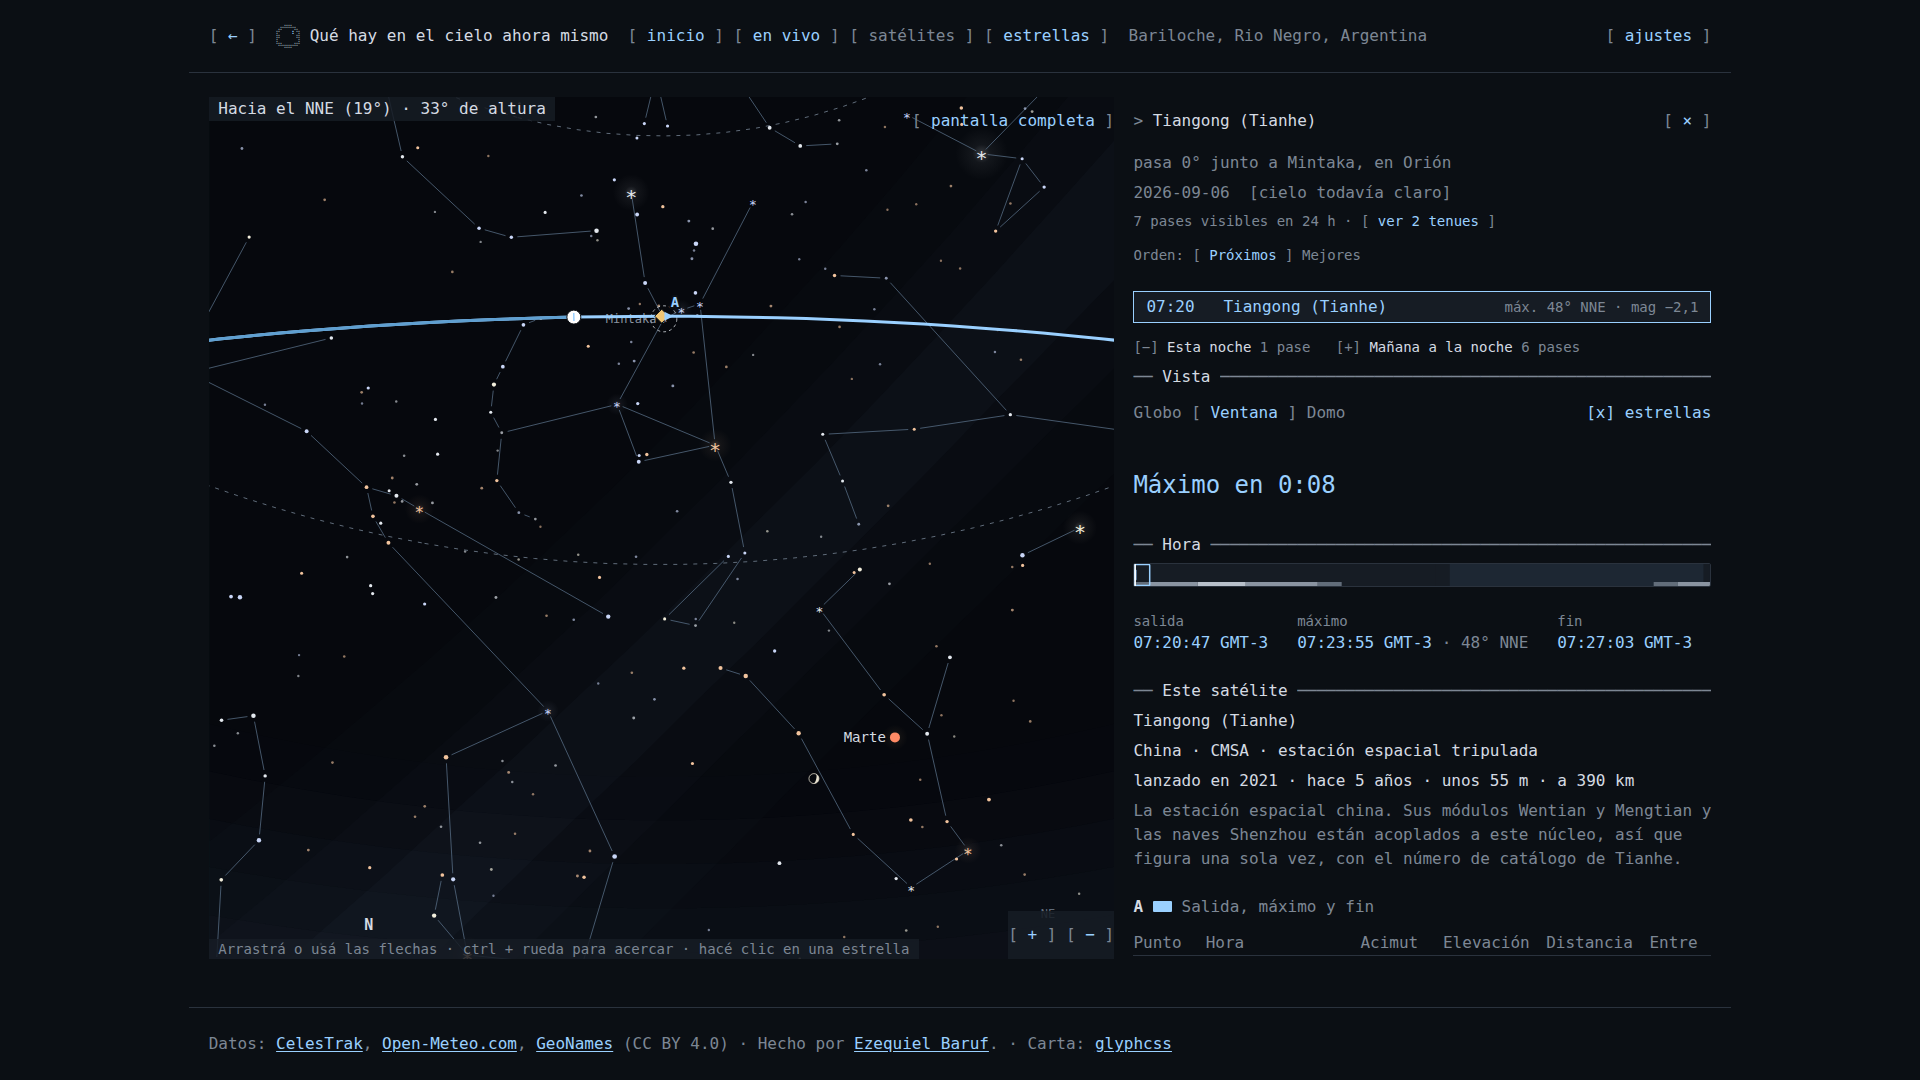 [ ← ] Qué hay en el cielo ahora mismo [ inicio ] [ en vivo ] [ satélites ] [ estrellas ] Bariloche, Rio Negro, Argentina [ ajustes ]
Hacia el NNE (19°) · 33° de altura
[ pantalla completa ]
A
Mintaka
Marte
N
NE
[ + ] [ − ]
Arrastrá o usá las flechas · ctrl + rueda para acercar · hacé clic en una estrella
> Tiangong (Tianhe) [ × ]
pasa 0° junto a Mintaka, en Orión
2026-09-06 [cielo todavía claro]
7 pases visibles en 24 h · [ ver 2 tenues ]
Orden: [ Próximos ] Mejores
07:20 Tiangong (Tianhe) máx. 48° NNE · mag −2,1
[−] Esta noche 1 pase [+] Mañana a la noche 6 pases
Vista
Globo [ Ventana ] Domo [x] estrellas
Máximo en 0:08
Hora
salida máximo fin
07:20:47 GMT-3 07:23:55 GMT-3 · 48° NNE 07:27:03 GMT-3
Este satélite
Tiangong (Tianhe)
China · CMSA · estación espacial tripulada
lanzado en 2021 · hace 5 años · unos 55 m · a 390 km
La estación espacial china. Sus módulos Wentian y Mengtian y
las naves Shenzhou están acoplados a este núcleo, así que
figura una sola vez, con el número de catálogo de Tianhe.
A Salida, máximo y fin
Punto Hora Acimut Elevación Distancia Entre
Datos: CelesTrak, Open-Meteo.com, GeoNames (CC BY 4.0) · Hecho por Ezequiel Baruf. · Carta: glyphcss